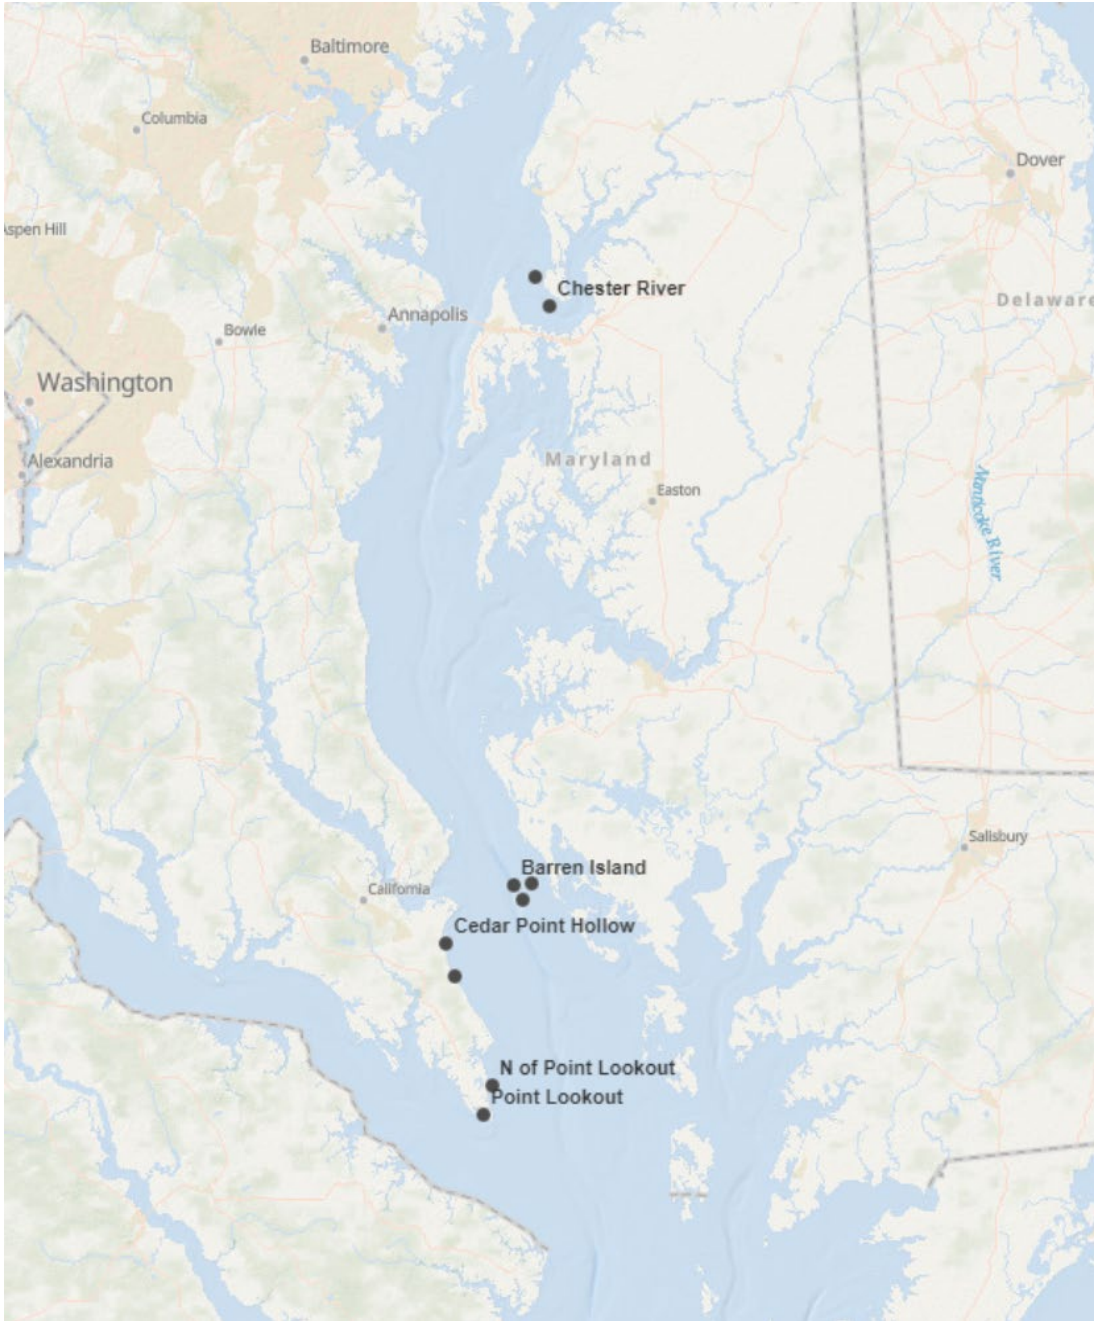 Baltimore
Columbia
Dover
Aspen Hill
Chester River
Delaware
Annapolis
Bowie
Washington
Maryland
Alexandria
Easton
Nanticoke River
Salisbury
Barren Island
California
Cedar Point Hollow
N of Point Lookout
Point Lookout